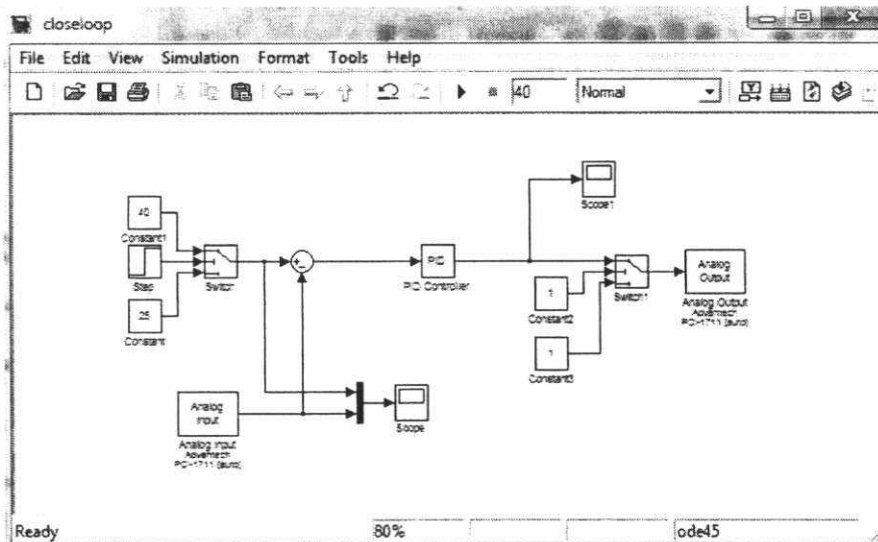 closeloop
File Edit View Simulation Format Tools Help
40 Normal
Scope1
40
Constant1
Step
Switch
25
Constant
PID
PID Controller
1
Constant2
Switch1
Analog
Output
Analog Output
Advantech
PCI-1711 [auto]
1
Constant3
Analog
Input
Analog Input
Advantech
PCI-1711 [auto]
Scope
Ready 80% ode45